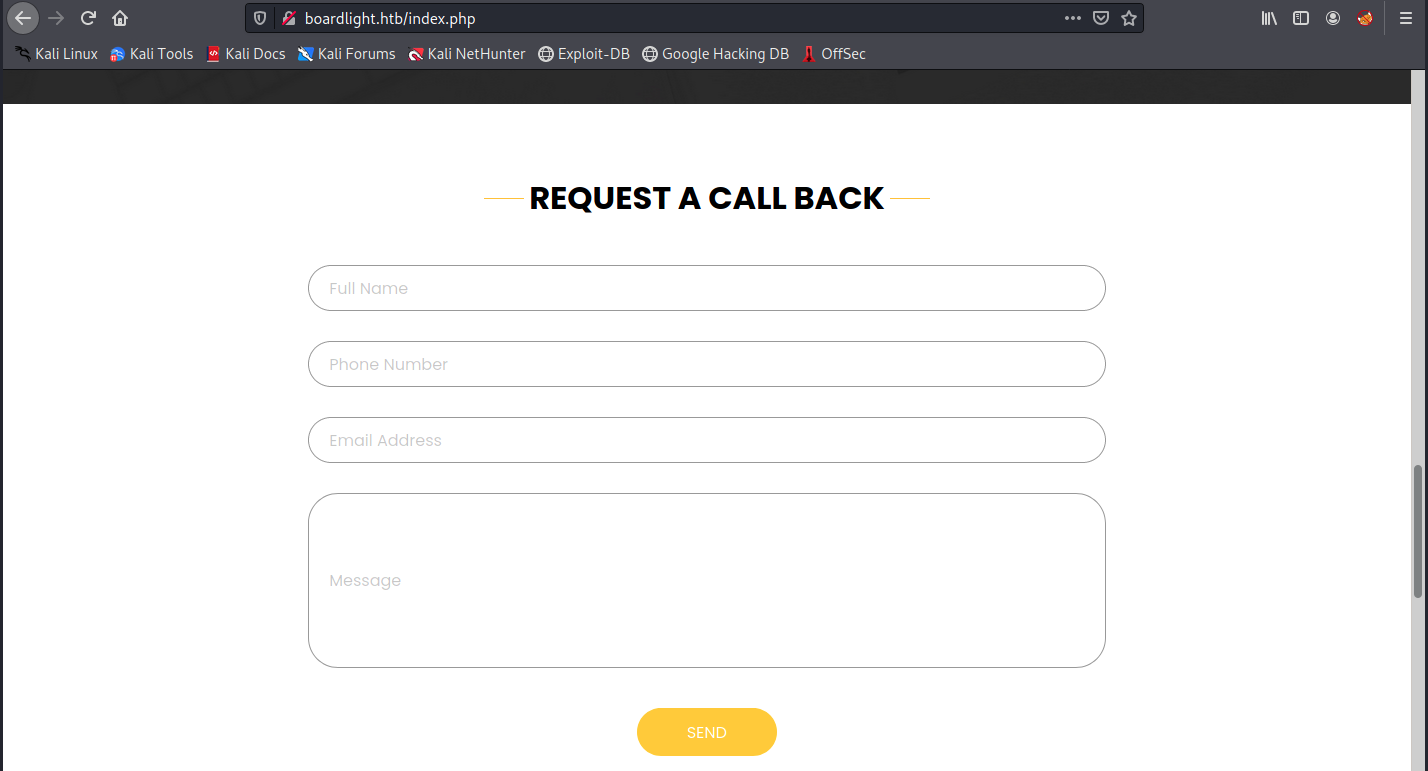 boardlight.htb/index.php
Kali Linux Kali Tools Kali Docs Kali Forums Kali NetHunter Exploit-DB Google Hacking DB OffSec
REQUEST A CALL BACK
Full Name
Phone Number
Email Address
Message
SEND